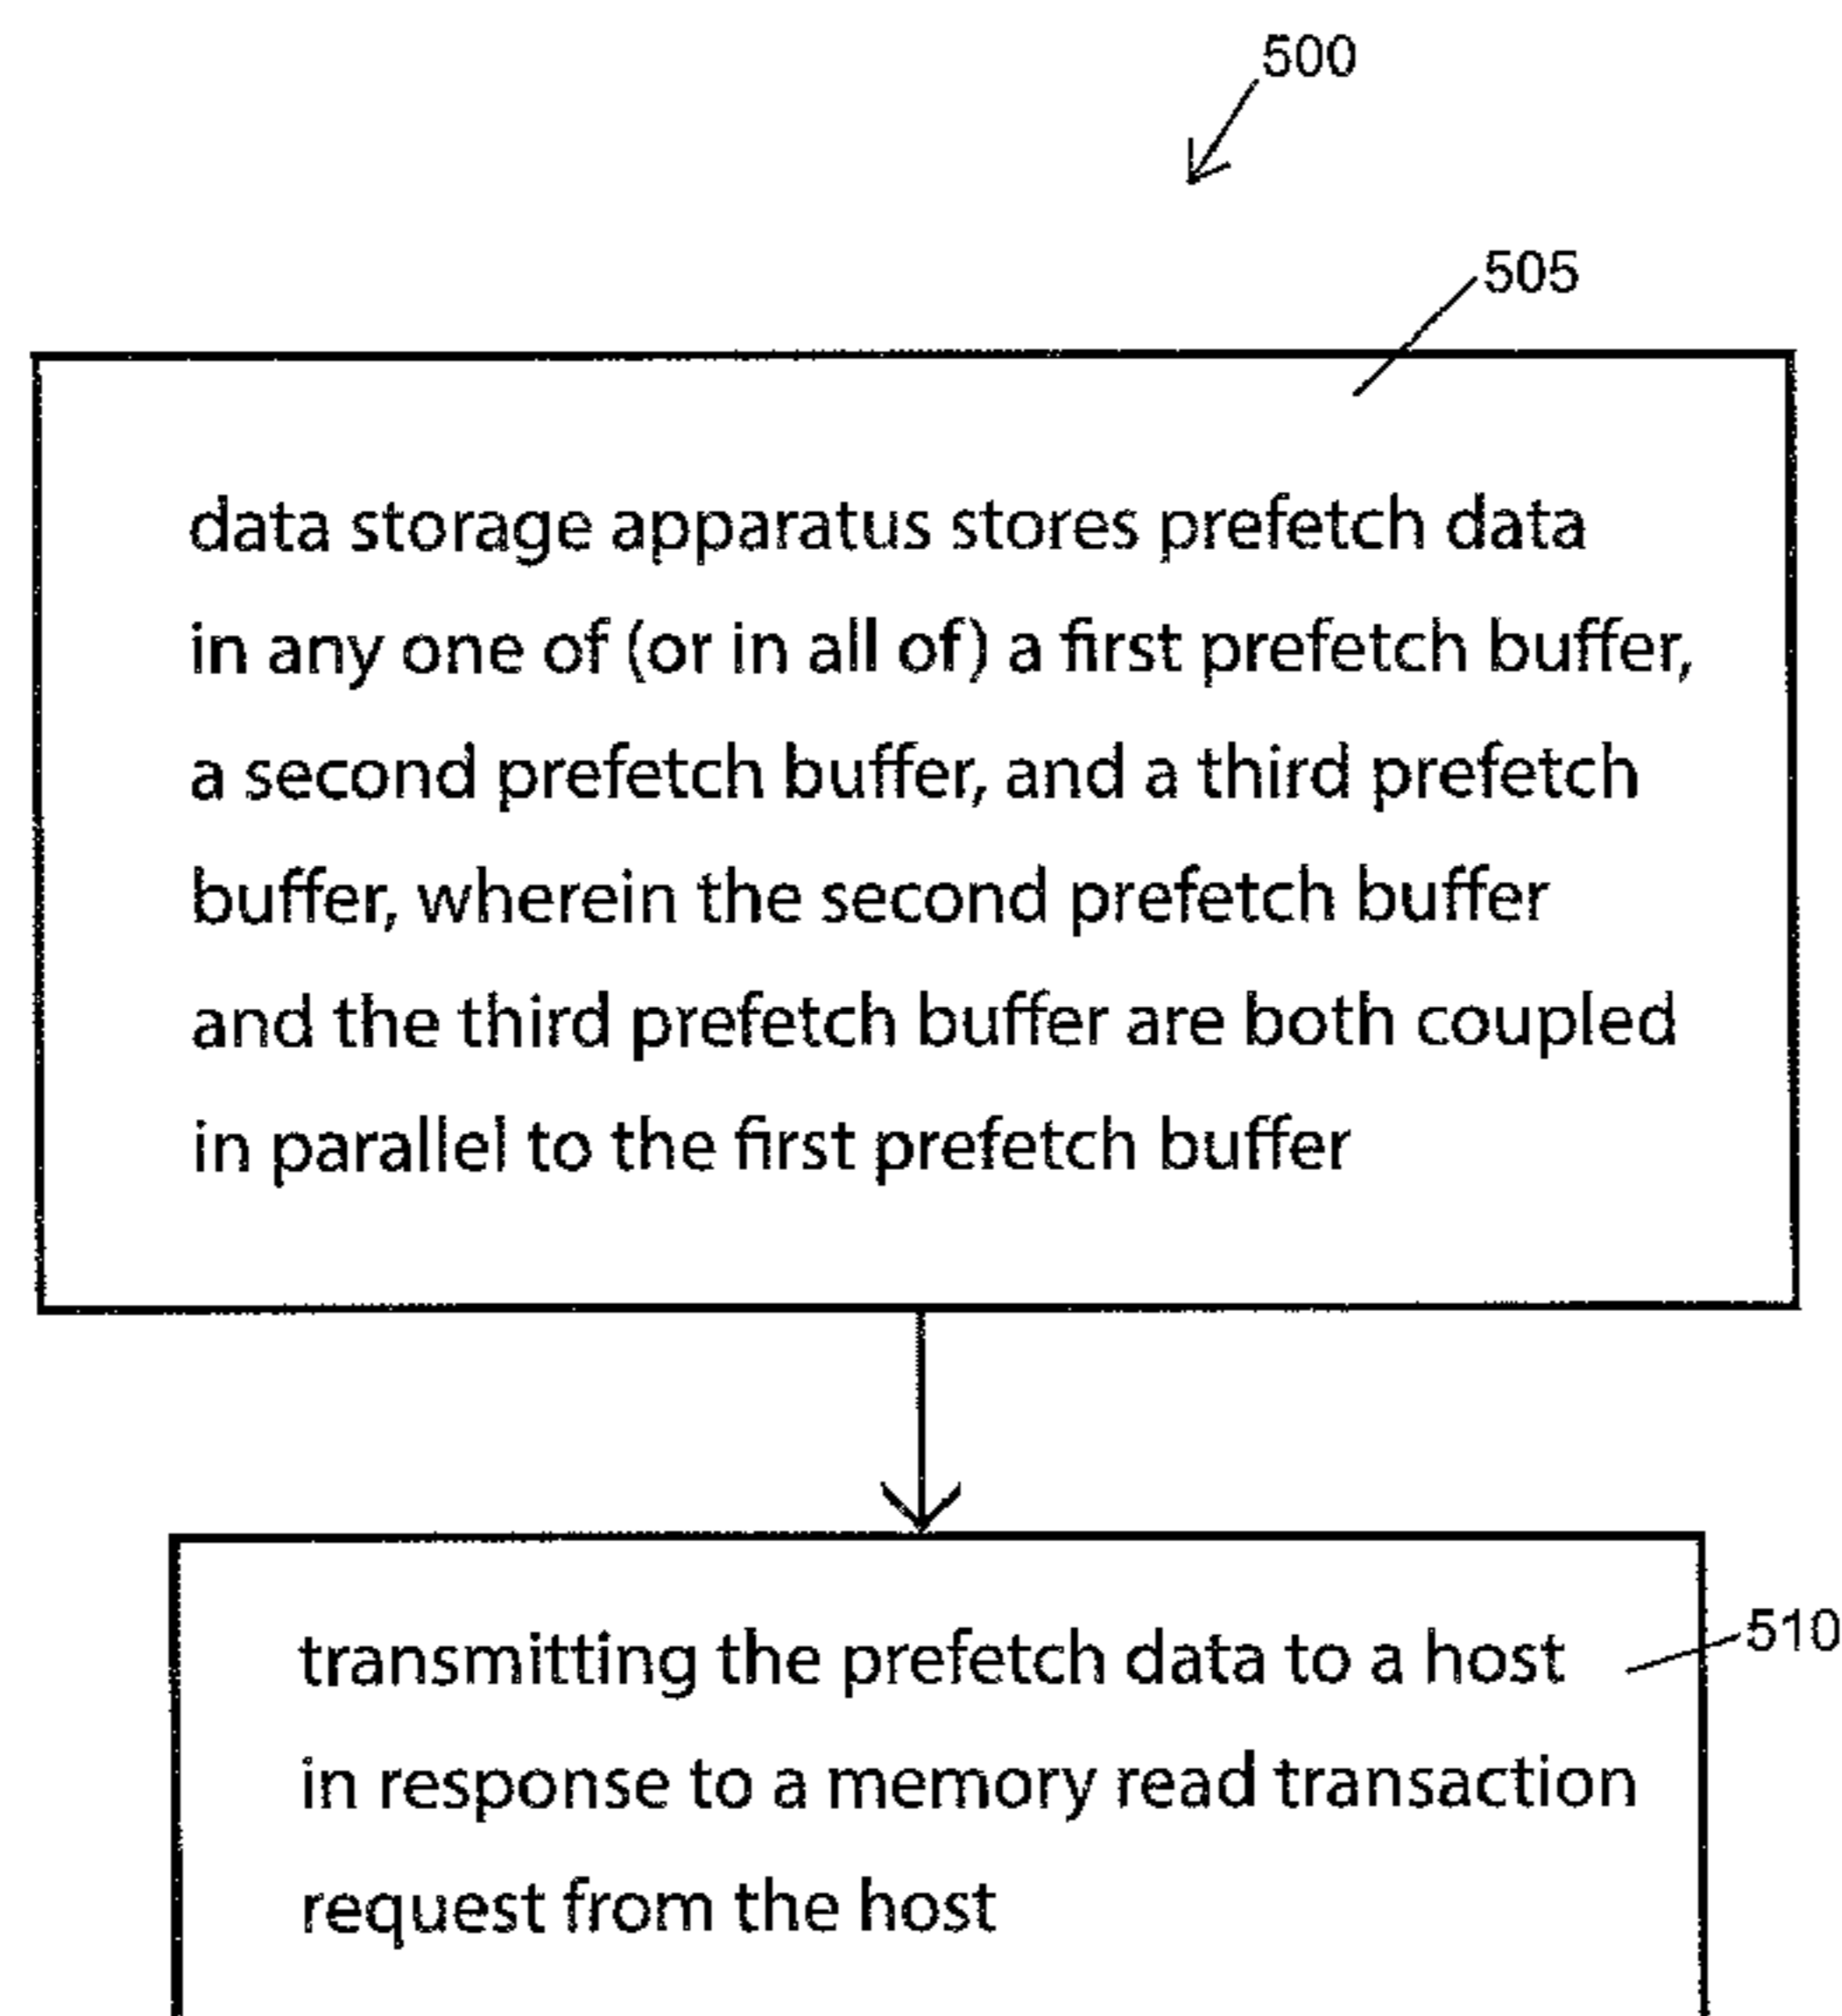 500
505
data storage apparatus stores prefetch data
in any one of (or in all of) a first prefetch buffer,
a second prefetch buffer, and a third prefetch
buffer, wherein the second prefetch buffer
and the third prefetch buffer are both coupled
in parallel to the first prefetch buffer
510
transmitting the prefetch data to a host
in response to a memory read transaction
request from the host